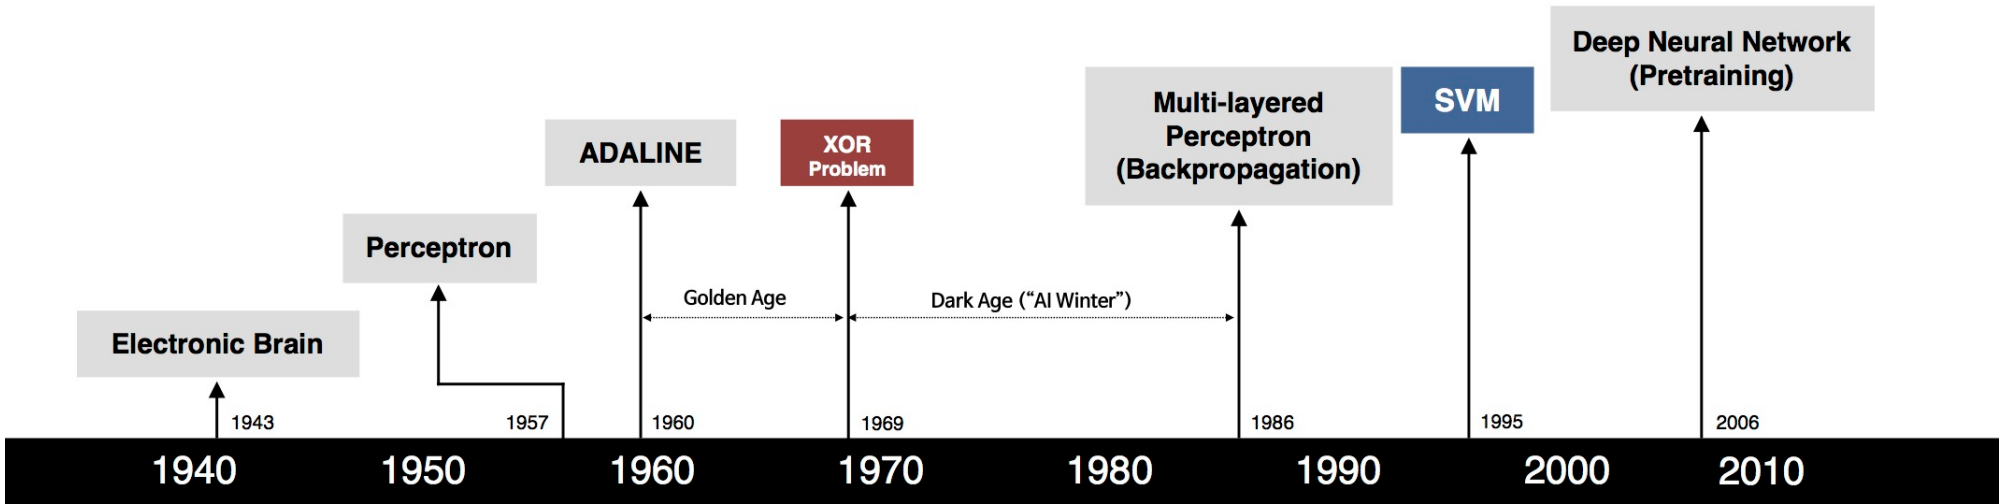 Deep Neural Network
(Pretraining)
Multi-layered
Perceptron
(Backpropagation)
SVM
ADALINE
XOR
Problem
Perceptron
Golden Age
Dark Age (“AI Winter”)
Electronic Brain
1943
1957
1960
1969
1986
1995
2006
1940
1950
1960
1970
1980
1990
2000
2010